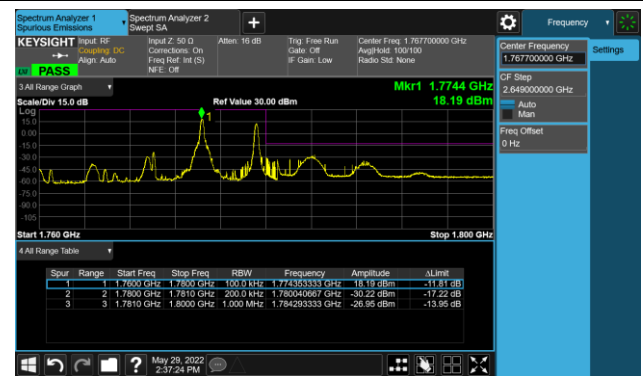 Spectrum Analyzer 1
Spurious Emissions
Spectrum Analyzer 2
Swept SA
Frequency
KEYSIGHT
Input: RF
Coupling: DC
Align: Auto
Input Z: 50 Ω
Corrections: On
Freq Ref: Int (S)
NFE: Off
Atten: 16 dB
Trig: Free Run
Gate: Off
IF Gain: Low
Center Freq: 1.767700000 GHz
Avg|Hold: 100/100
Radio Std: None
PASS
Center Frequency
1.767700000 GHz
Settings
CF Step
2.649000000 GHz
Auto
Man
Freq Offset
0 Hz
3 All Range Graph
Mkr1 1.7744 GHz
18.19 dBm
Scale/Div 15.0 dB
Ref Value 30.00 dBm
Log
15.0
0.00
-15.0
-30.0
-45.0
-60.0
-75.0
-90.0
-105
1
Start 1.760 GHz
Stop 1.800 GHz
4 All Range Table
Spur Range Start Freq Stop Freq RBW Frequency Amplitude ΔLimit
1 1 1.7600 GHz 1.7800 GHz 100.0 kHz 1.774353333 GHz 18.19 dBm -11.81 dB
2 2 1.7800 GHz 1.7810 GHz 200.0 kHz 1.780040667 GHz -30.22 dBm -17.22 dB
3 3 1.7810 GHz 1.8000 GHz 1.000 MHz 1.784293333 GHz -26.95 dBm -13.95 dB
May 29, 2022
2:37:24 PM